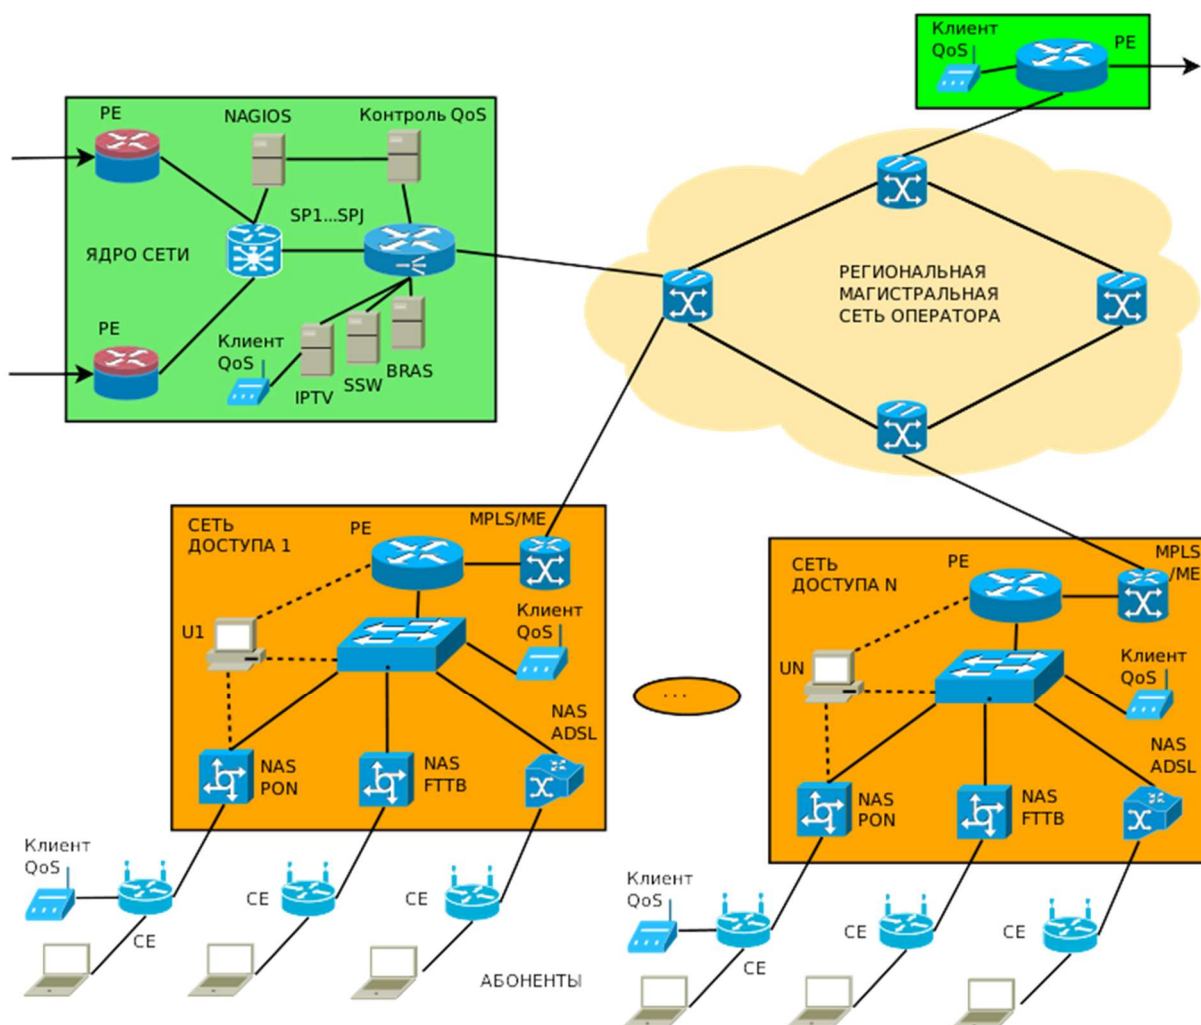 Клиент
QoS
PE
PE
NAGIOS
Контроль QoS
SP1...SPJ
ЯДРО СЕТИ
PE
Клиент
QoS
IPTV
SSW
BRAS
РЕГИОНАЛЬНАЯ
МАГИСТРАЛЬНАЯ
СЕТЬ ОПЕРАТОРА
СЕТЬ
ДОСТУПА 1
PE
MPLS/ME
U1
Клиент
QoS
NAS
ADSL
NAS
PON
NAS
FTTB
...
СЕТЬ
ДОСТУПА N
PE
MPLS
/ME
UN
Клиент
QoS
NAS
ADSL
NAS
PON
NAS
FTTB
Клиент
QoS
CE
CE
CE
АБОНЕНТЫ
Клиент
QoS
CE
CE
CE